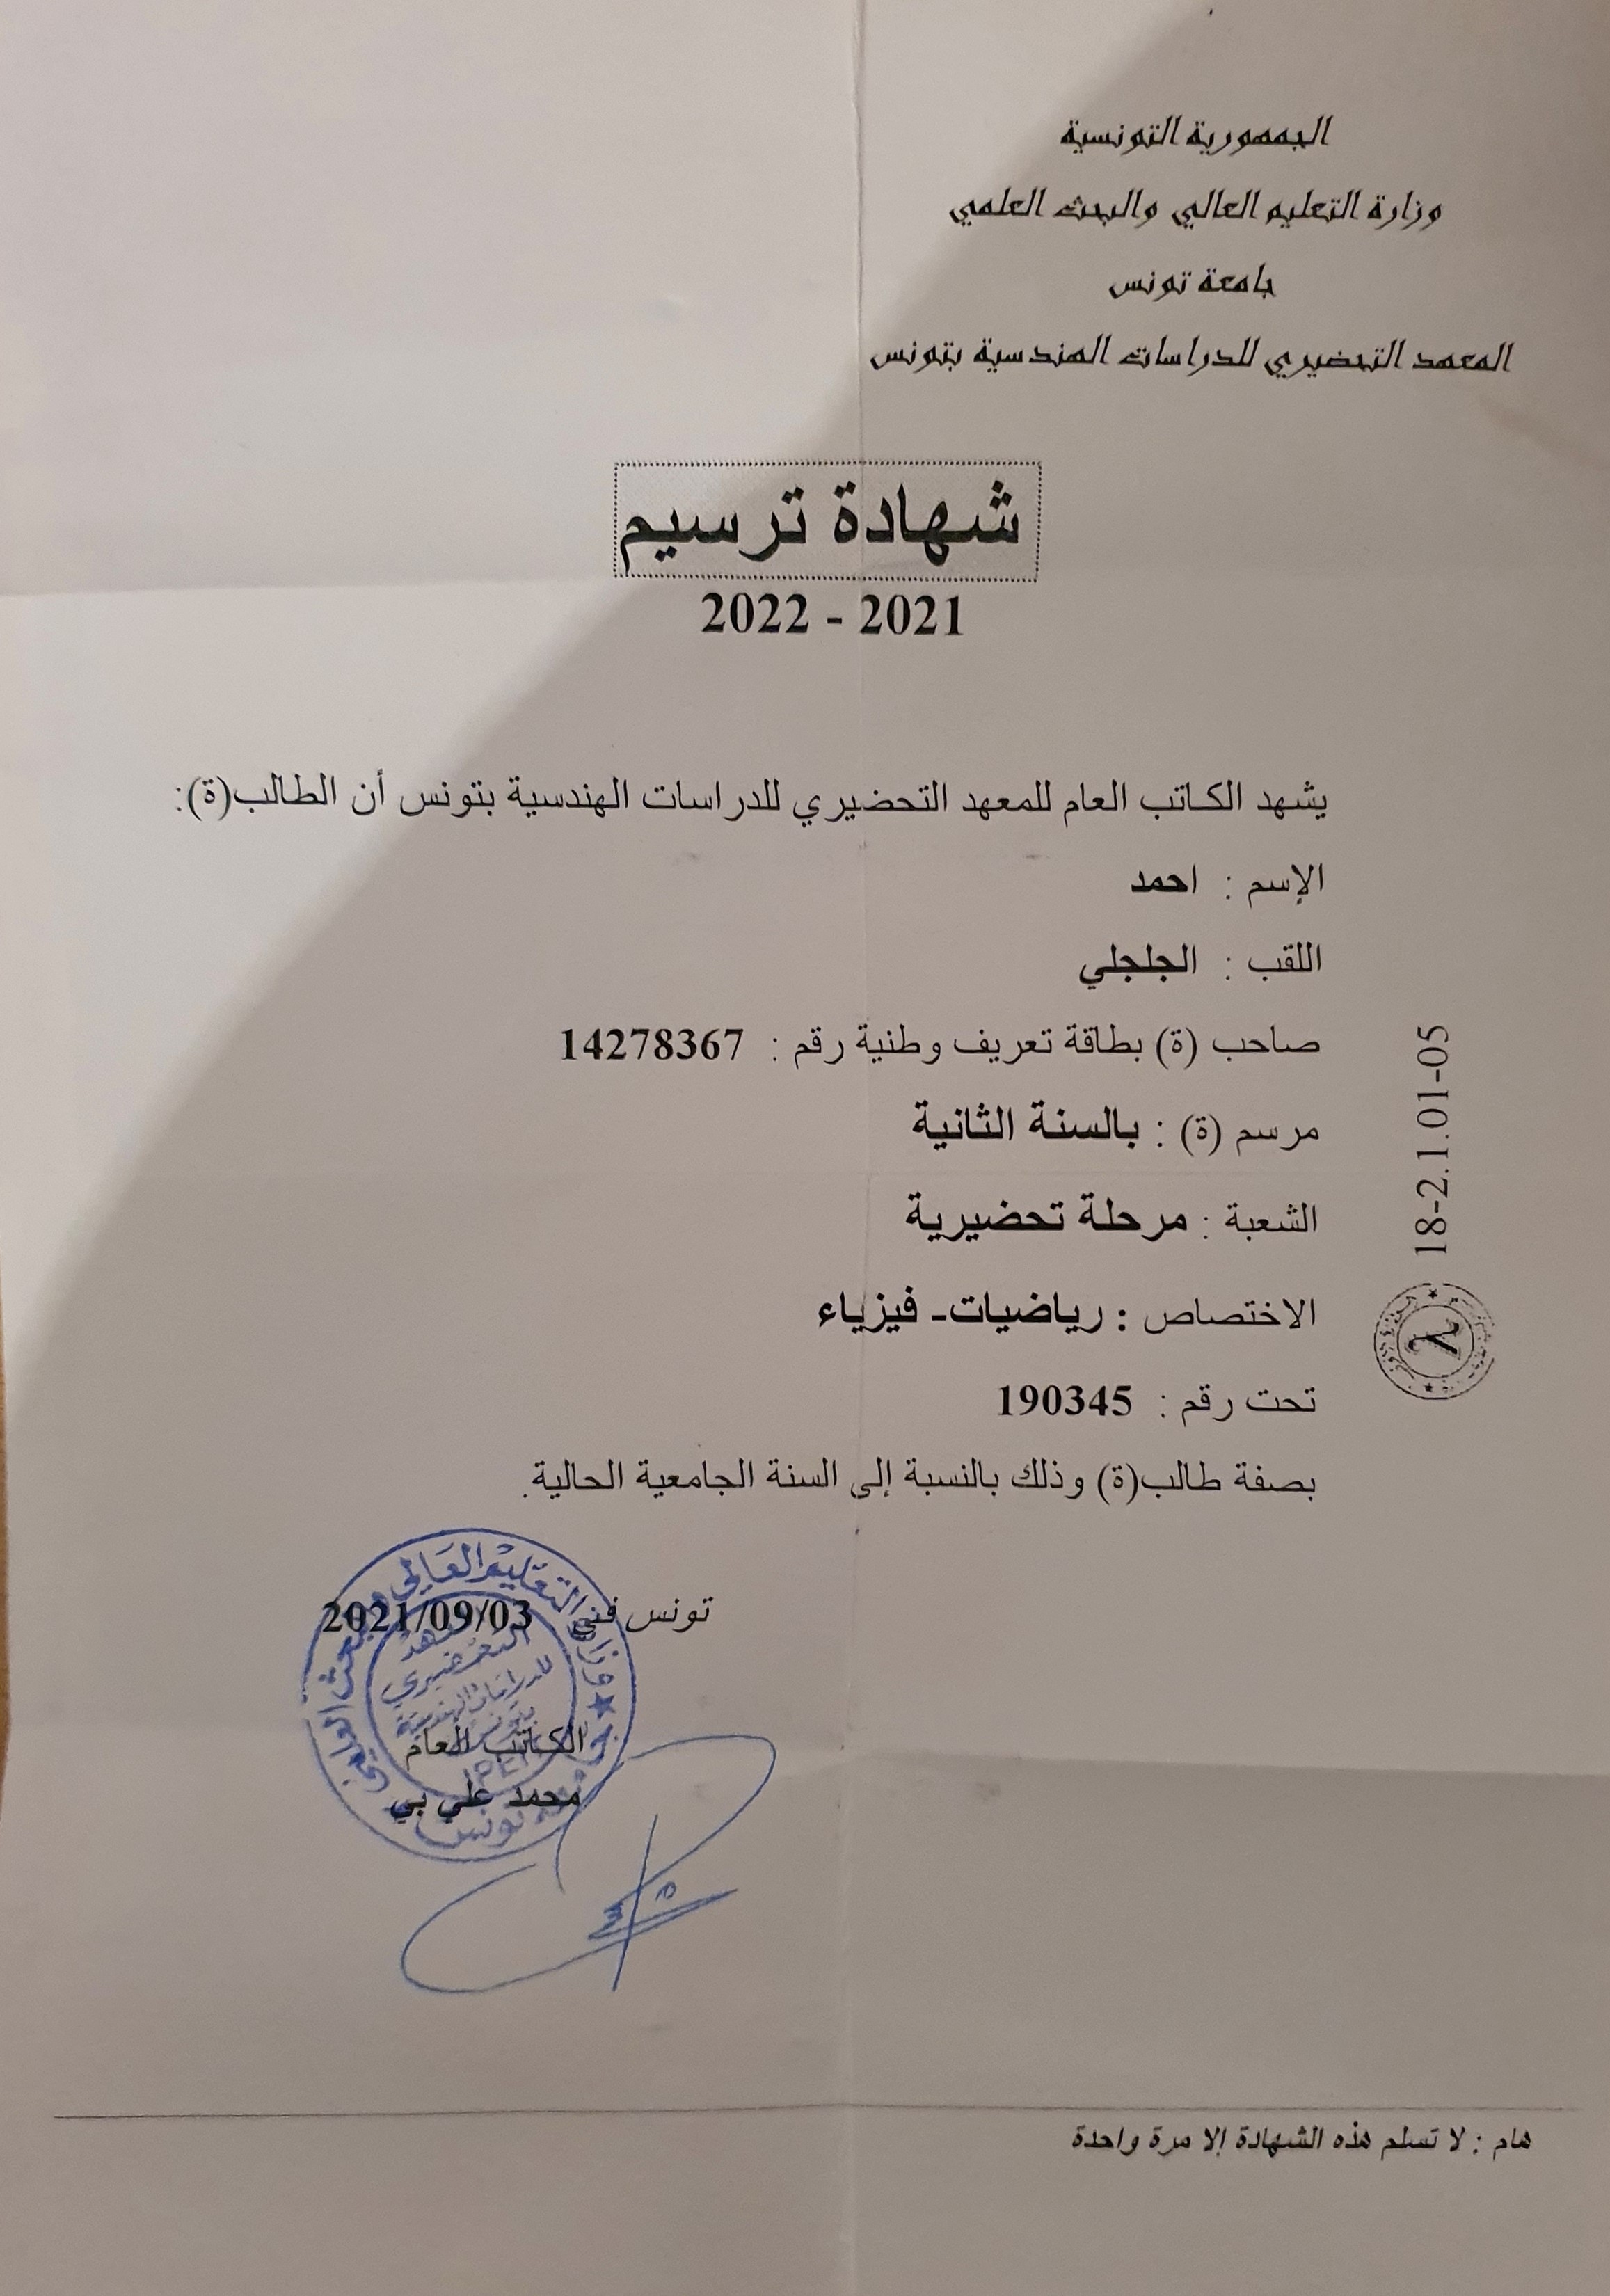 الجمهورية التونسية
وزارة التعليم العالي والبحث العلمي
جامعة تونس
المعهد التحضيري للدراسات الهندسية بتونس
شهادة ترسيم
2022 - 2021
يشهد الكاتب العام للمعهد التحضيري للدراسات الهندسية بتونس أن الطالب(ة):
الإسم : احمد
اللقب : الجلجلي
صاحب (ة) بطاقة تعريف وطنية رقم : 14278367
مرسم (ة) : بالسنة الثانية
الشعبة : مرحلة تحضيرية
الاختصاص : رياضيات- فيزياء
تحت رقم : 190345
بصفة طالب(ة) وذلك بالنسبة إلى السنة الجامعية الحالية.
18-2.1.01-05
تونس في 2021/09/03
الكاتب العام
محمد علي بي
وزارة التعليم العالي والبحث العلمي
جامعة تونس
المعهد
التحضيري
للدراسات الهندسية
بتونس
هام : لا تسلم هذه الشهادة إلا مرة واحدة